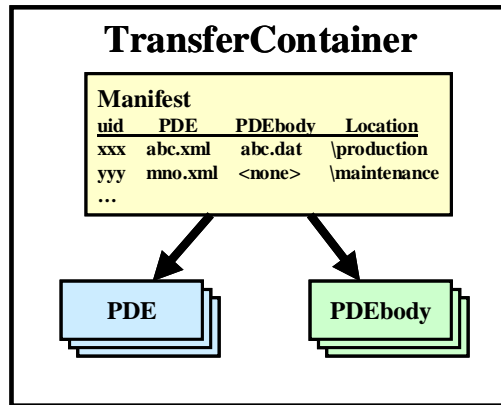 TransferContainer
Manifest
uid PDE PDEbody Location
xxx abc.xml abc.dat \production
yyy mno.xml <none> \maintenance
...
PDE PDEbody